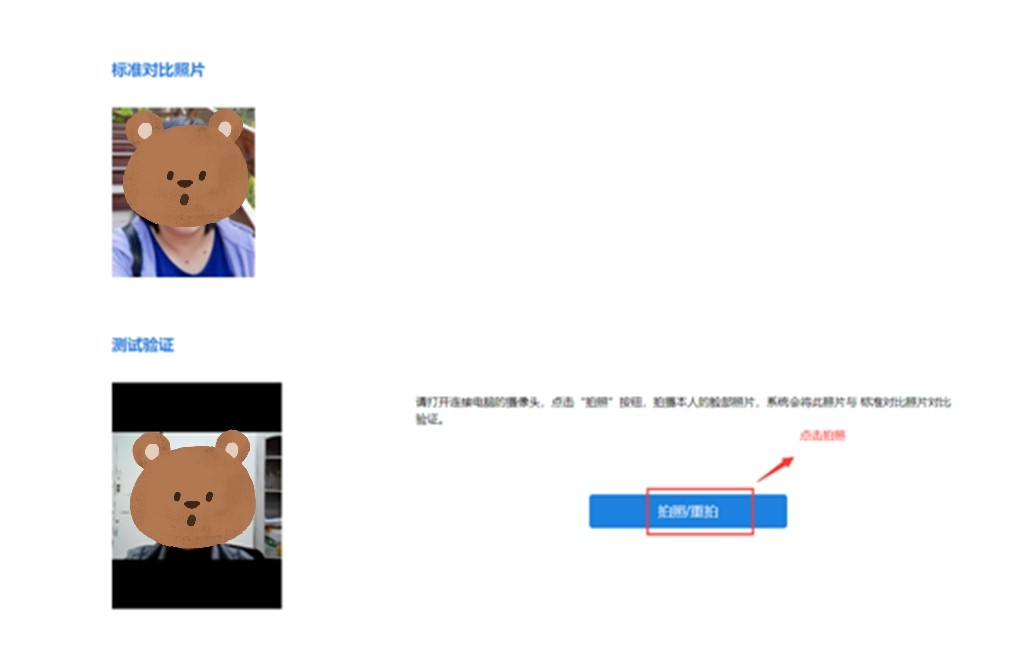 标准对比照片
测试验证
请打开连接电脑的摄像头，点击“拍照”按钮，拍摄本人的脸部照片，系统会将此照片与 标准对比照片对比
验证。
点击拍照
拍照/重拍